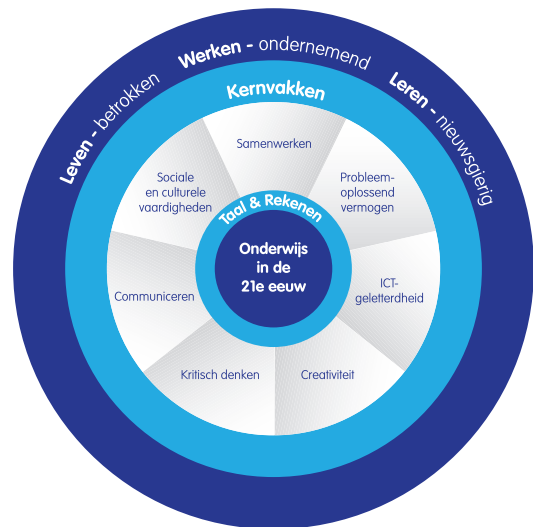 Leven - betrokken
Werken - ondernemend
Leren - nieuwsgierig
Kernvakken
Samenwerken
Probleem-
oplossend
vermogen
ICT-
geletterdheid
Creativiteit
Kritisch denken
Communiceren
Sociale
en culturele
vaardigheden
Taal & Rekenen
Onderwijs
in de
21e eeuw